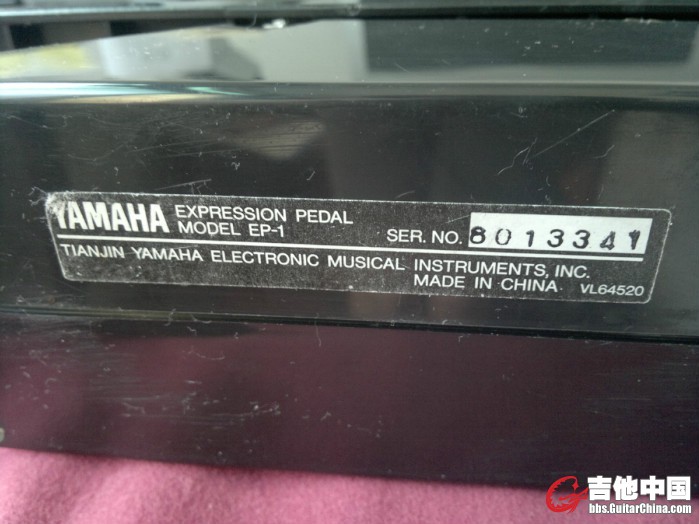 YAMAHA EXPRESSION PEDAL
MODEL EP-1 SER. NO. 8013341
TIANJIN YAMAHA ELECTRONIC MUSICAL INSTRUMENTS, INC.
MADE IN CHINA VL64520
吉他中国
bbs.GuitarChina.com